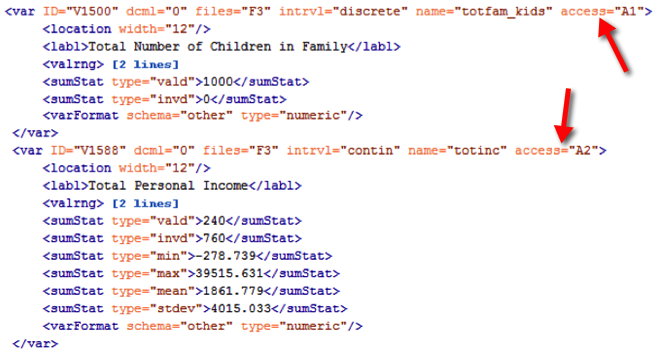 <var ID="V1500" dcml="0" files="F3" intrvl="discrete" name="totfam_kids" access="A1">
<location width="12"/>
<labl>Total Number of Children in Family</labl>
<valrng> [2 lines]
<sumStat type="vald">1000</sumStat>
<sumStat type="invd">0</sumStat>
<varFormat schema="other" type="numeric"/>
</var>
<var ID="V1588" dcml="0" files="F3" intrvl="contin" name="totinc" access="A2">
<location width="12"/>
<labl>Total Personal Income</labl>
<valrng> [2 lines]
<sumStat type="vald">240</sumStat>
<sumStat type="invd">760</sumStat>
<sumStat type="min">-278.739</sumStat>
<sumStat type="max">39515.631</sumStat>
<sumStat type="mean">1861.779</sumStat>
<sumStat type="stdev">4015.033</sumStat>
<varFormat schema="other" type="numeric"/>
</var>